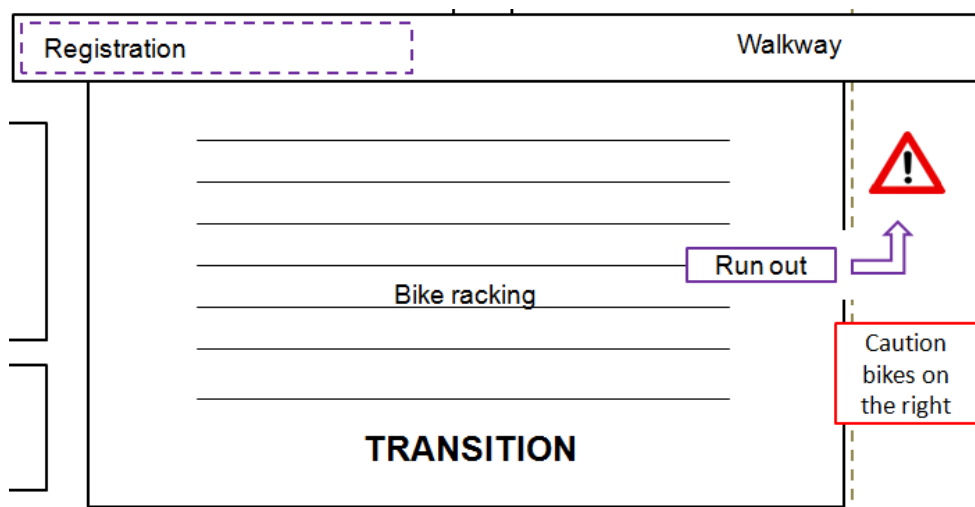 Registration
Walkway
Run out
Bike racking
Caution
bikes on
the right
TRANSITION